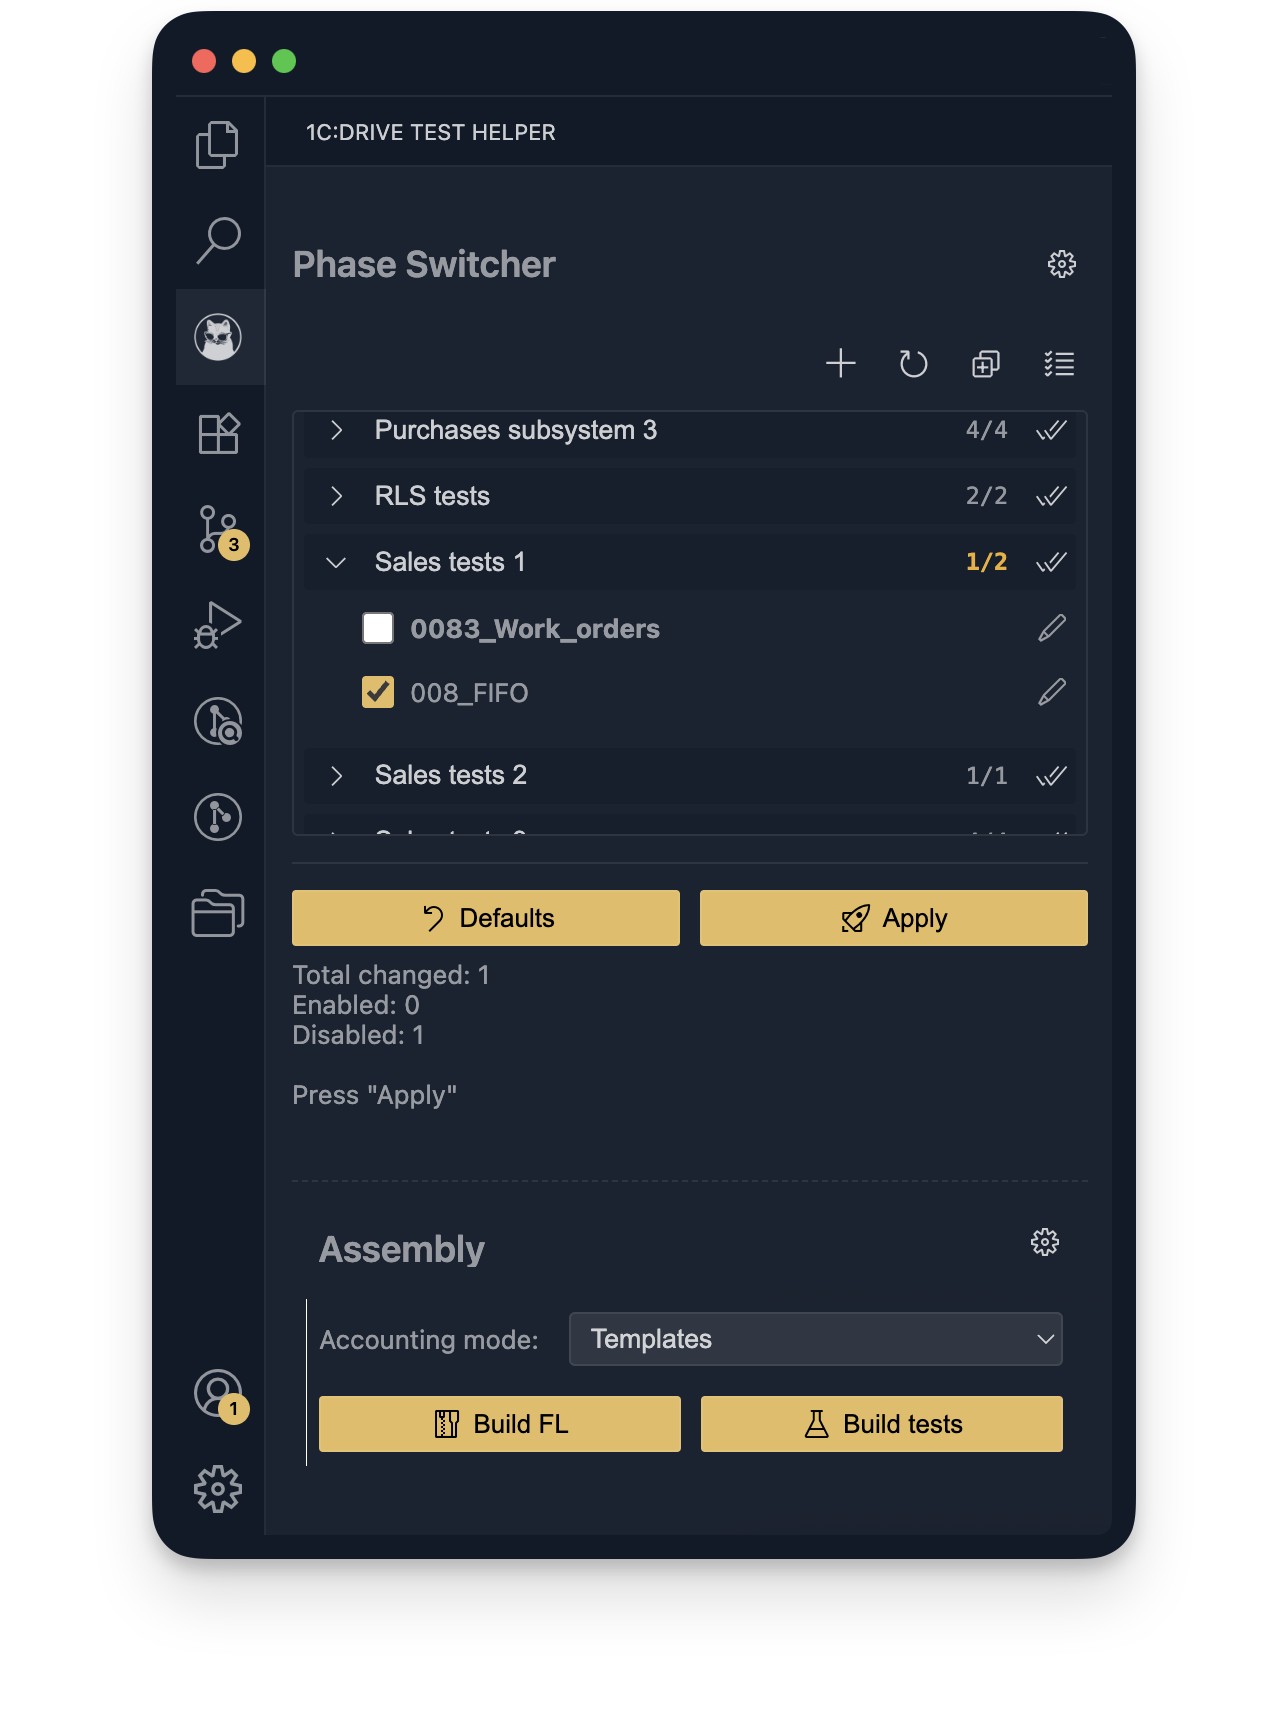 1C:DRIVE TEST HELPER
Phase Switcher
Purchases subsystem 3 4/4
RLS tests 2/2
Sales tests 1 1/2
3
0083_Work_orders
008_FIFO
Sales tests 2 1/1
Defaults Apply
Total changed: 1
Enabled: 0
Disabled: 1
Press "Apply"
Assembly
Accounting mode: Templates
1
Build FL Build tests